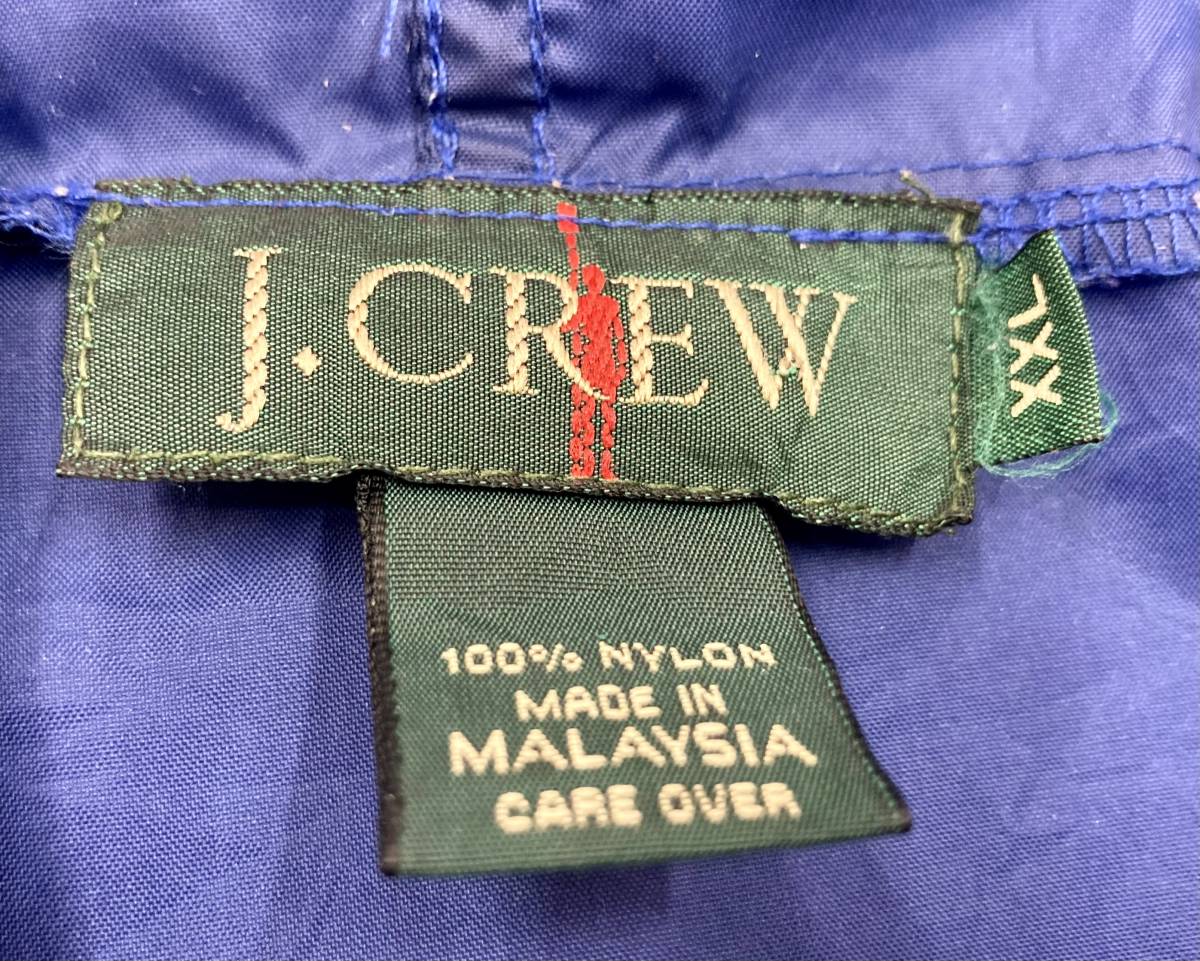 J.CREW
XXL
100% NYLON
MADE IN
MALAYSIA
CARE OVER